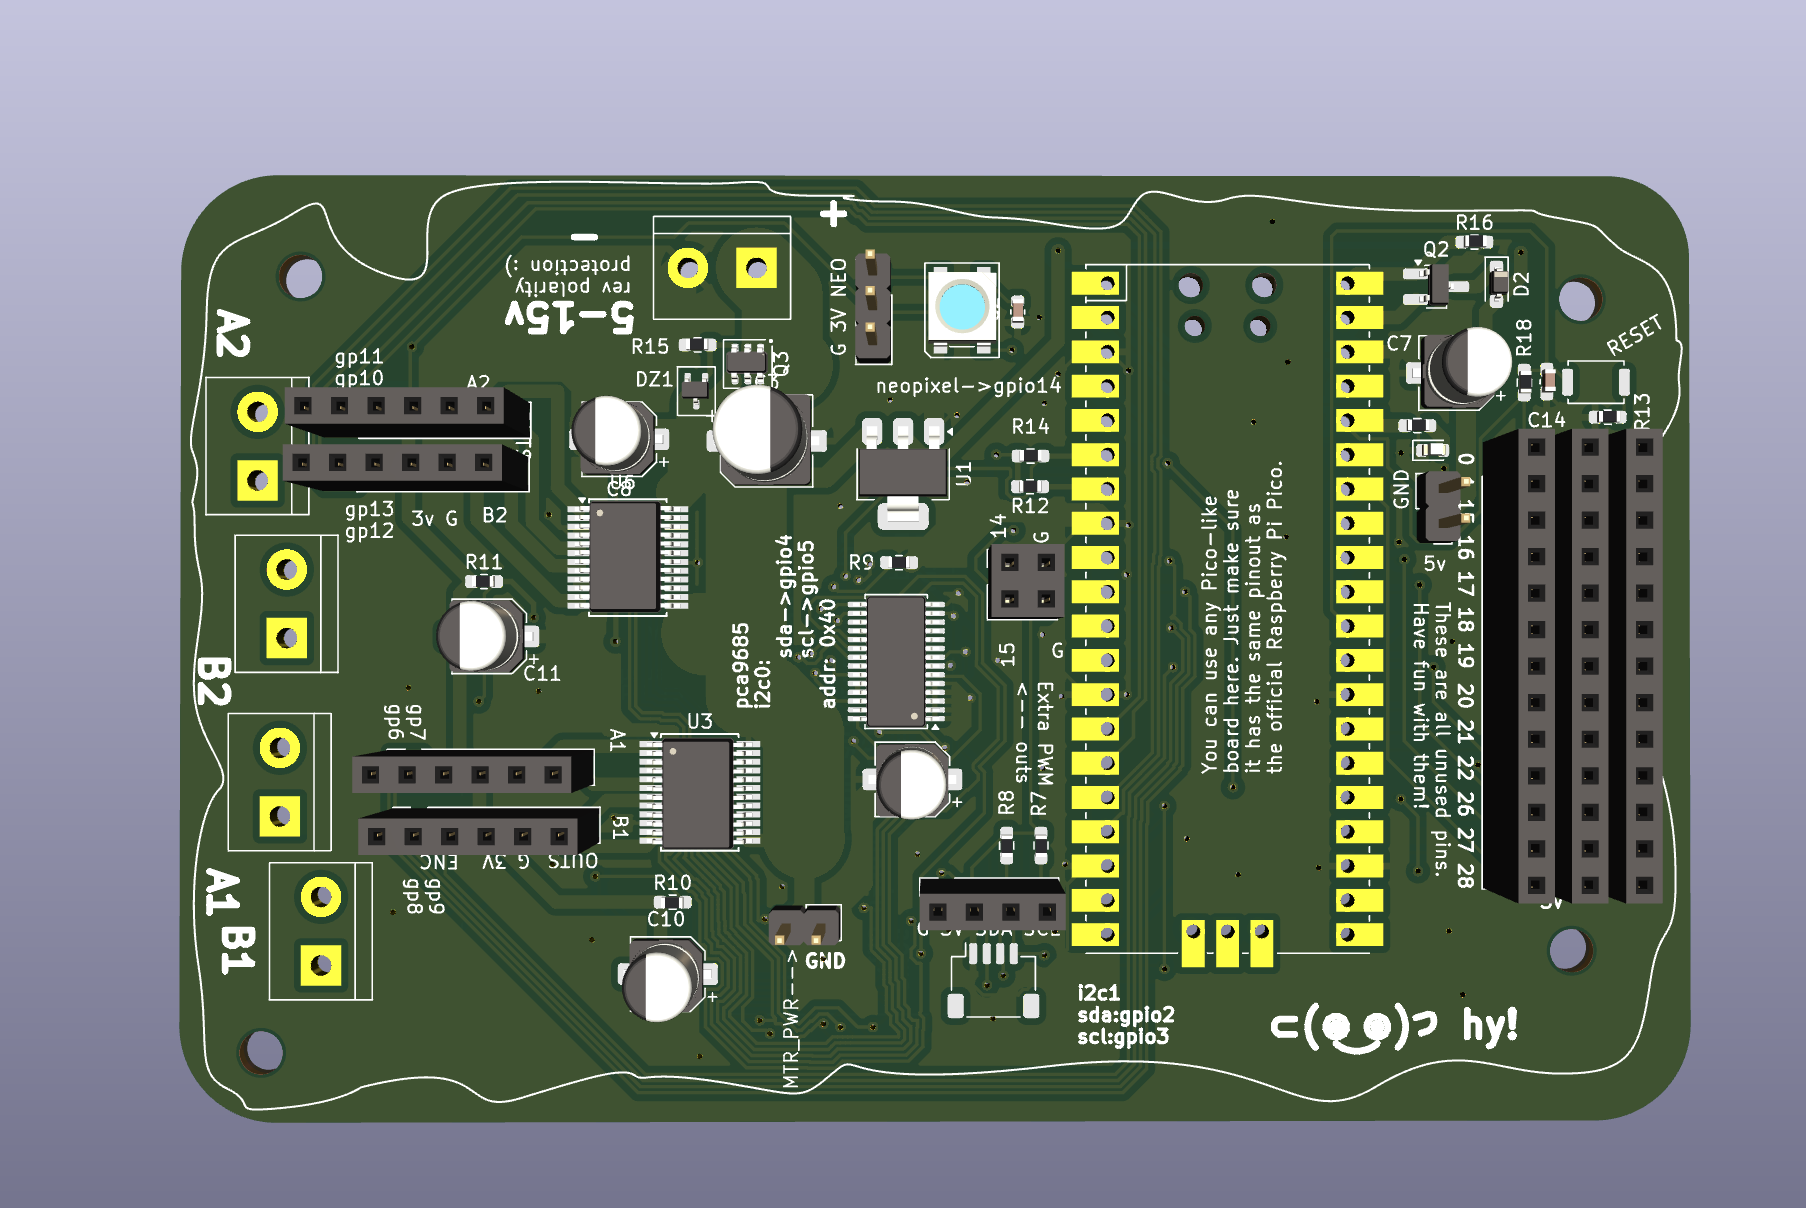 +
-
5-15v
rev polarity
protection :)
A2
gp11
gp10
A2
gp13
gp12
3v G
B2
R15
DZ1
Q3
G 3V NEO
neopixel->gpio14
R16
Q2
D2
C7
R18
RESET
C14
R13
U6
C8
U1
R14
R12
14
G
15
G
R9
R11
C11
+
+
+
+
+
+
pca9685
i2c0:
sda->gpio4
scl->gpio5
addr: 0x40
Extra PWM
<-- outs
R8
R7
You can use any Pico-like
board here. Just make sure
it has the same pinout as
the official Raspberry Pi Pico.
GND
5v
0
15
16
17
18
19
20
21
22
26
27
28
These are all unused pins.
Have fun with them!
B2
gp7
gp6
A1
U3
B1
OUTS
G 3V
ENC
gp9
gp8
A1
B1
R10
C10
GND
MTR_PWR-->
G 3V SDA SCL
i2c1
sda:gpio2
scl:gpio3
hy!